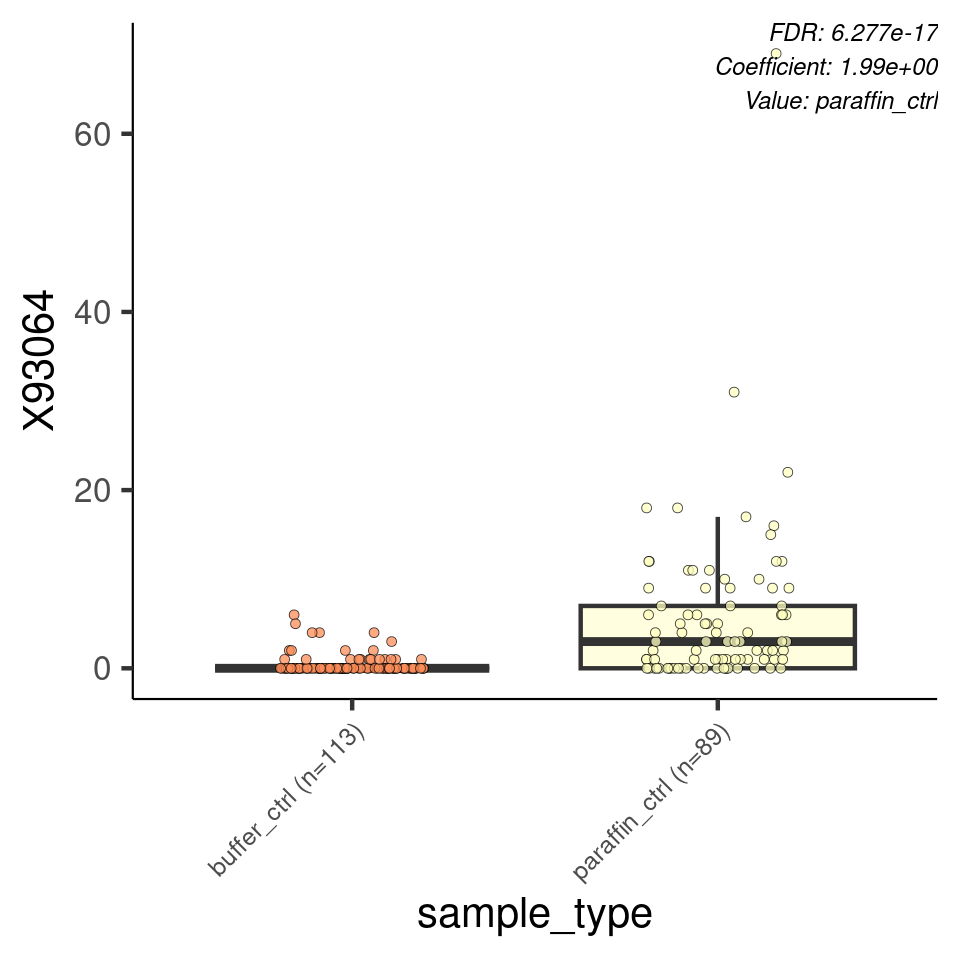 FDR: 6.277e-17
Coefficient: 1.99e+00
Value: paraffin_ctrl
60
40
20
0
X93064
buffer_ctrl (n=113)
paraffin_ctrl (n=89)
sample_type